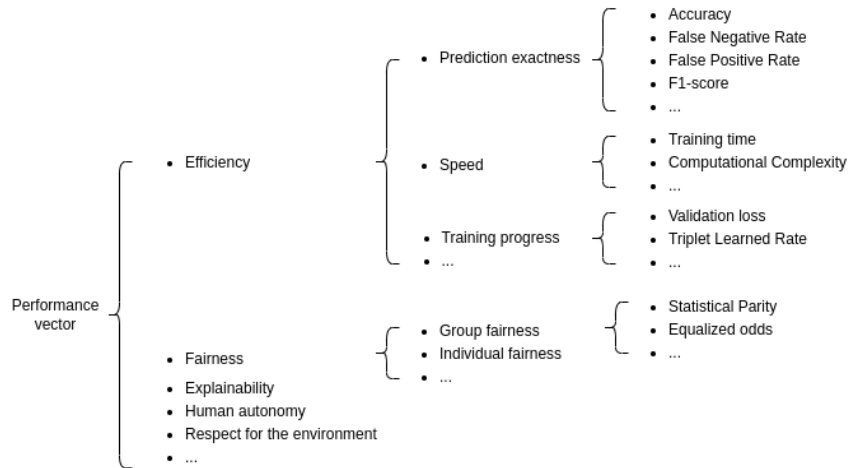 Performance
vector
• Efficiency
• Prediction exactness
• Accuracy
• False Negative Rate
• False Positive Rate
• F1-score
• ...
• Speed
• Training time
• Computational Complexity
• ...
• Training progress
• Validation loss
• Triplet Learned Rate
• ...
• ...
• Fairness
• Group fairness
• Statistical Parity
• Equalized odds
• ...
• Individual fairness
• ...
• Explainability
• Human autonomy
• Respect for the environment
• ...